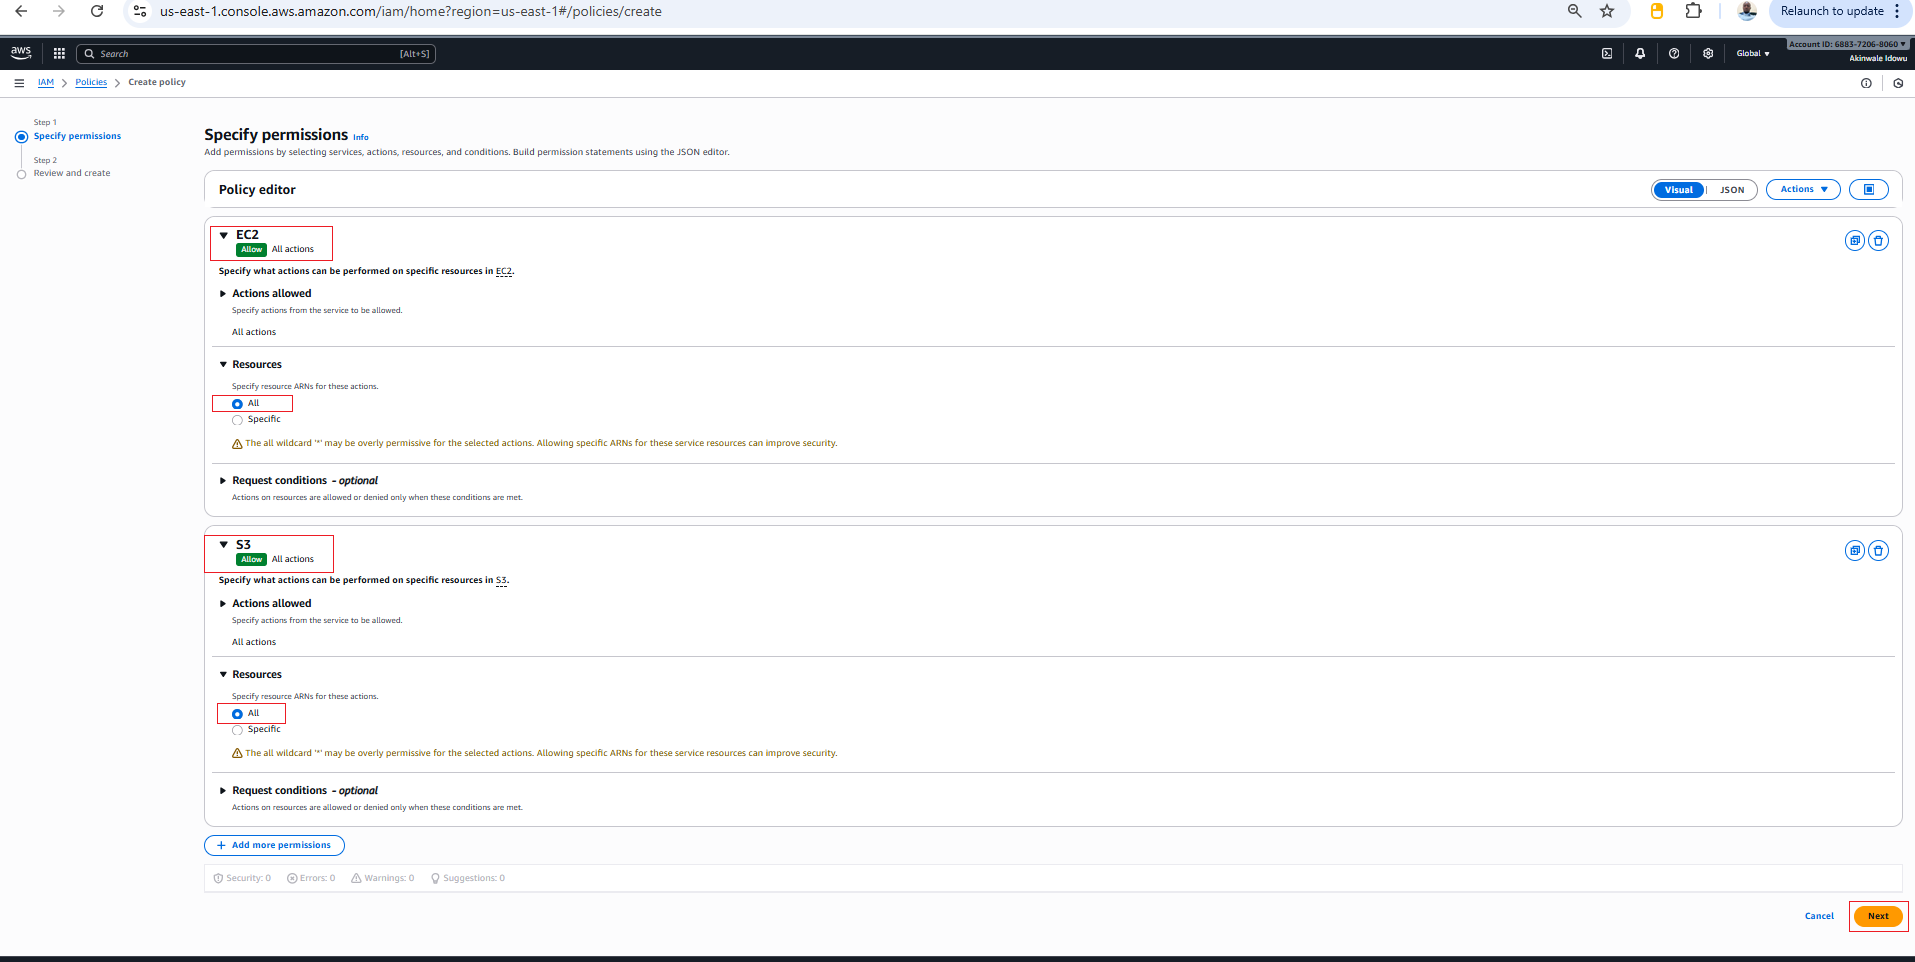 us-east-1.console.aws.amazon.com/iam/home?region=us-east-1#/policies/create
Relaunch to update
aws
Search
[Alt+S]
Global
Account ID: 6883-7206-8060
Akinwale Idowu
IAM > Policies > Create policy
Step 1
Specify permissions
Step 2
Review and create
Specify permissions Info
Add permissions by selecting services, actions, resources, and conditions. Build permission statements using the JSON editor.
Policy editor
Visual
JSON
Actions
EC2
Allow All actions
Specify what actions can be performed on specific resources in EC2.
Actions allowed
Specify actions from the service to be allowed.
All actions
Resources
Specify resource ARNs for these actions.
All
Specific
The all wildcard '*' may be overly permissive for the selected actions. Allowing specific ARNs for these service resources can improve security.
Request conditions - optional
Actions on resources are allowed or denied only when these conditions are met.
S3
Allow All actions
Specify what actions can be performed on specific resources in S3.
Actions allowed
Specify actions from the service to be allowed.
All actions
Resources
Specify resource ARNs for these actions.
All
Specific
The all wildcard '*' may be overly permissive for the selected actions. Allowing specific ARNs for these service resources can improve security.
Request conditions - optional
Actions on resources are allowed or denied only when these conditions are met.
+ Add more permissions
Security: 0 Errors: 0 Warnings: 0 Suggestions: 0
Cancel
Next